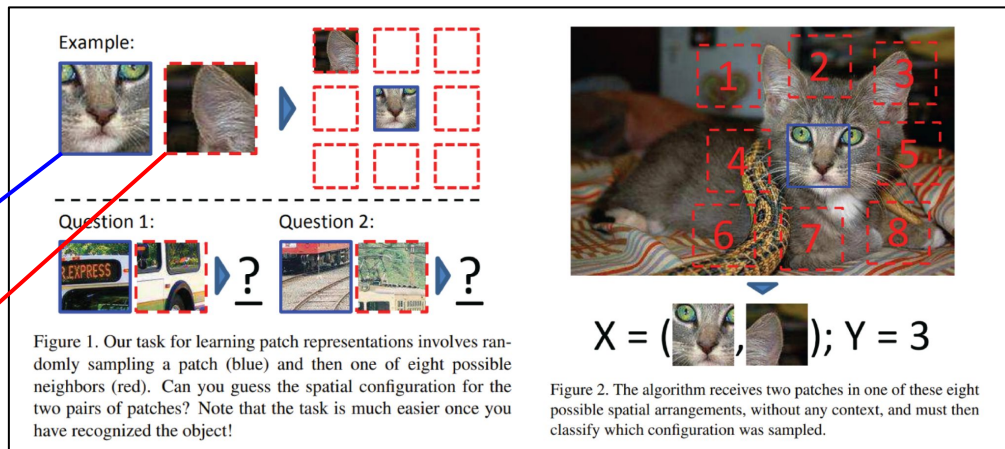 Example:
Question 1:
Question 2:
R.EXPRESS
?
?
Figure 1. Our task for learning patch representations involves ran-
domly sampling a patch (blue) and then one of eight possible
neighbors (red). Can you guess the spatial configuration for the
two pairs of patches? Note that the task is much easier once you
have recognized the object!
1
2
3
4
5
6
7
8
X = ( , ); Y = 3
Figure 2. The algorithm receives two patches in one of these eight
possible spatial arrangements, without any context, and must then
classify which configuration was sampled.